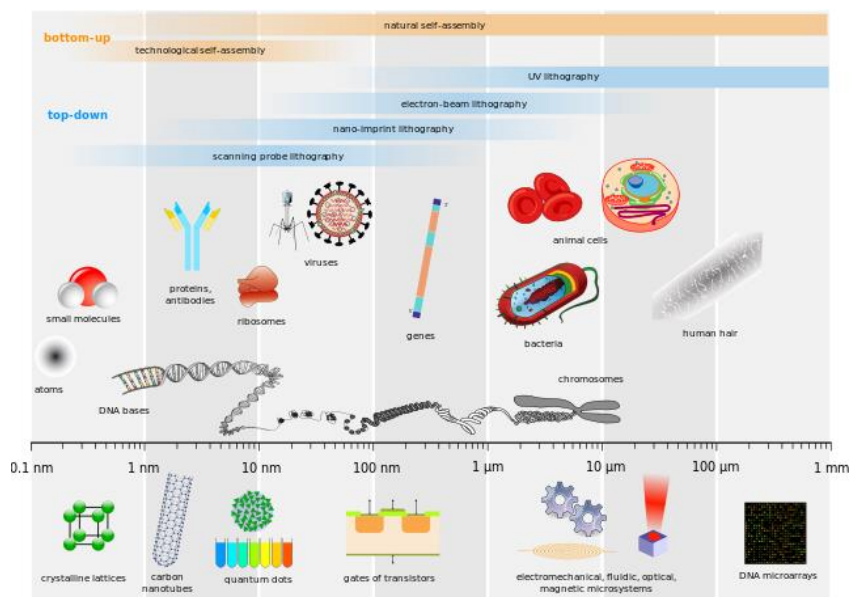 natural self-assembly
bottom-up
technologicalself-assembly
UV lithography
electron-beam lithography
top-down
nano-imprint lithography
scanning probe lithography
animal cells
viruses
proteins,
antibodies
small molecules
ribosomes
genes
bacteria
human hair
atoms
chromosomes
DNA bases
0.1 nm 1 nm 10 nm 100 nm 1 µm 10 µm 100 µm 1 mm
crystalline lattices
carbon
nanotubes
quantum dots
gates of transistors
electromechanical, fluidic, optical,
magnetic microsystems
DNA microarrays